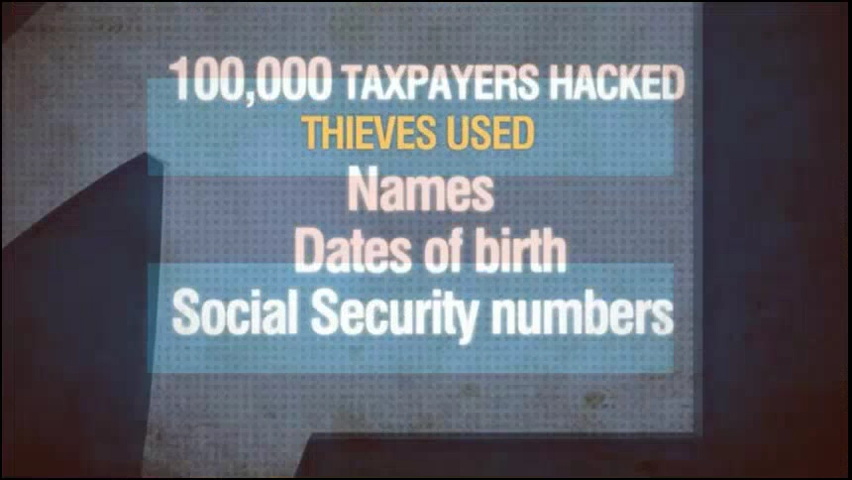 100,000 TAXPAYERS HACKED
THIEVES USED
Names
Dates of birth
Social Security numbers